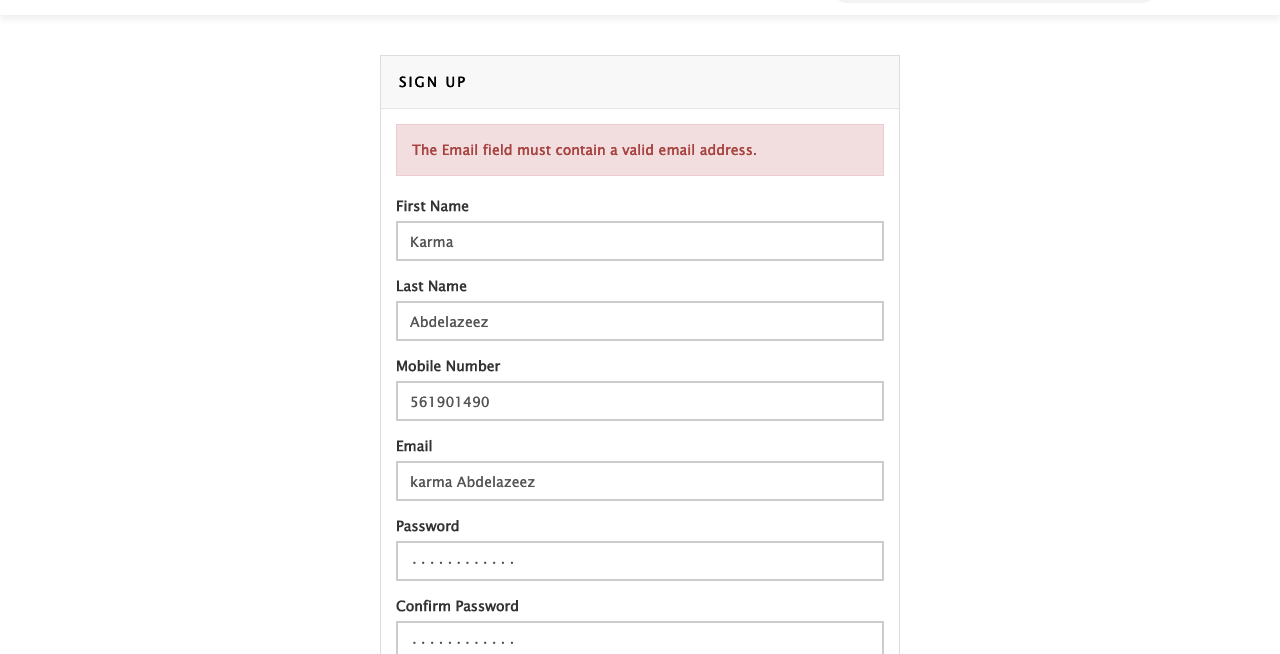 SIGN UP
The Email field must contain a valid email address.
First Name
Karma
Last Name
Abdelazeez
Mobile Number
561901490
Email
karma Abdelazeez
Password
············
Confirm Password
············